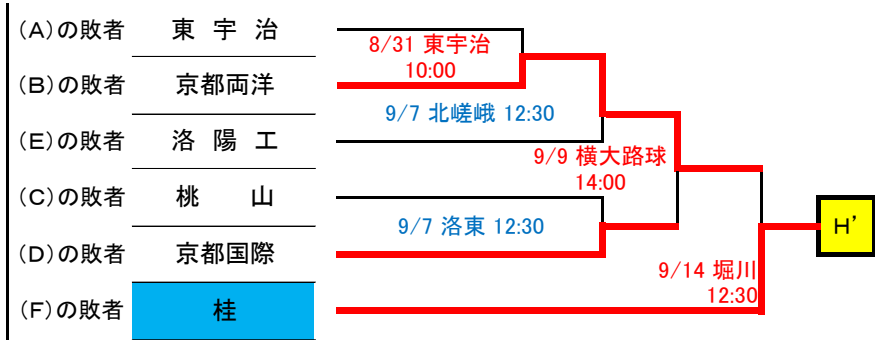 (A)の敗者 東 宇 治
8/31 東宇治
10:00
(B)の敗者 京都両洋
9/7 北嵯峨 12:30
(E)の敗者 洛 陽 工
9/9 横大路球
14:00
(C)の敗者 桃 山
9/7 洛東 12:30
H’
(D)の敗者 京都国際
9/14 堀川
12:30
(F)の敗者 桂